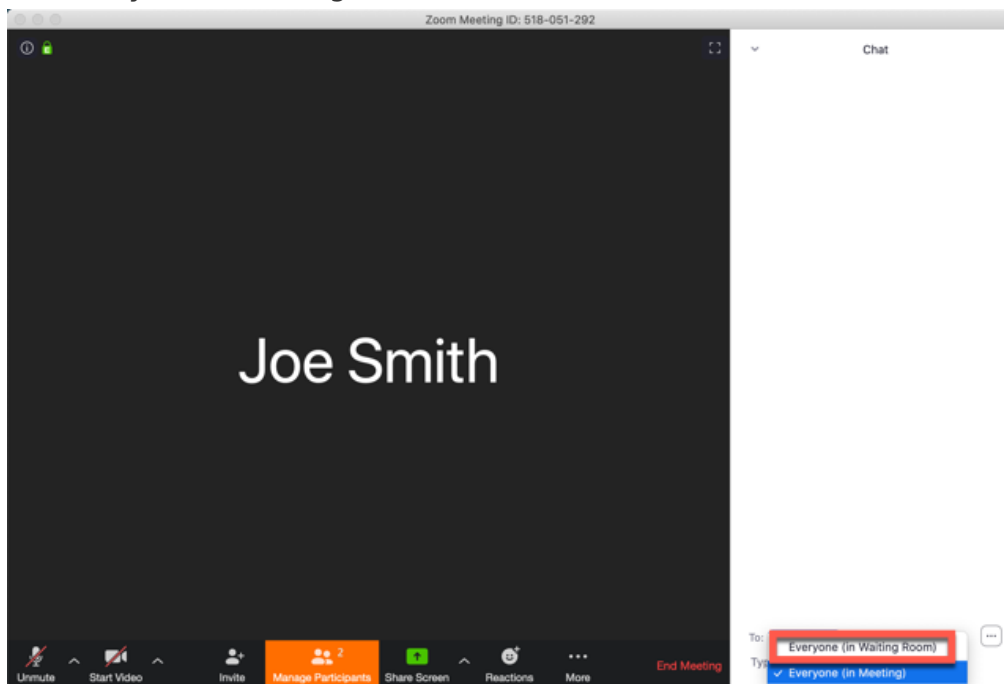 Zoom Meeting ID: 518-051-292
Chat
Joe Smith
To:
Everyone (in Waiting Room)
Everyone (in Meeting)
2
Unmute
Start Video
Invite
Manage Participants
Share Screen
Reactions
More
End Meeting